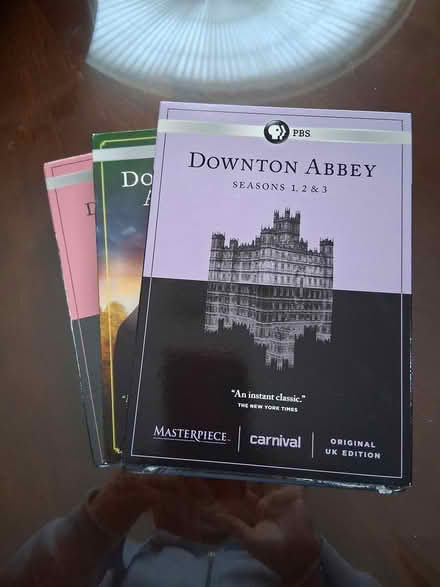 PBS
DOWNTON ABBEY
SEASONS 1, 2 & 3
"An instant classic."
THE NEW YORK TIMES
MASTERPIECE
carnival
ORIGINAL
UK EDITION
DO
A
D